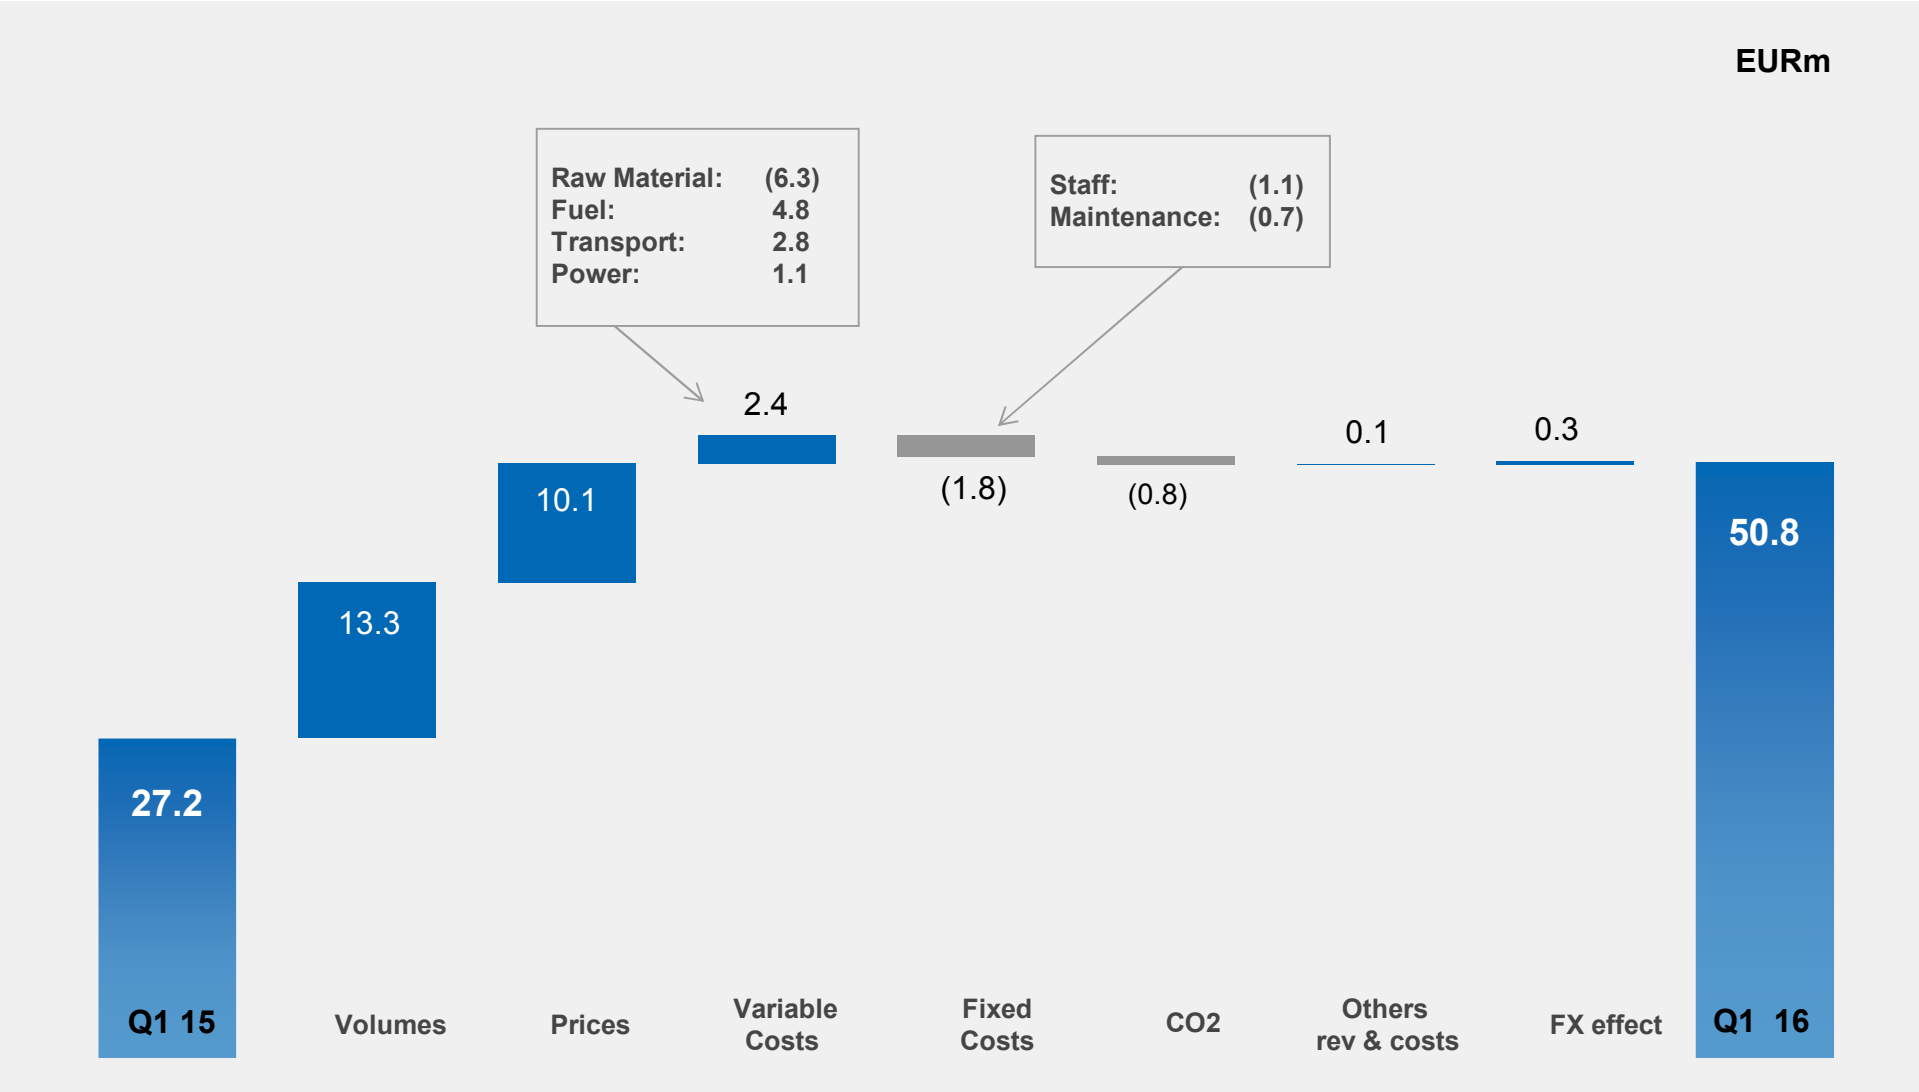 EURm
Raw Material: (6.3)
Fuel: 4.8
Transport: 2.8
Power: 1.1
Staff: (1.1)
Maintenance: (0.7)
2.4
0.1
0.3
10.1
(1.8)
(0.8)
50.8
13.3
27.2
Q1 15
Volumes
Prices
Variable
Costs
Fixed
Costs
CO2
Others
rev & costs
FX effect
Q1 16